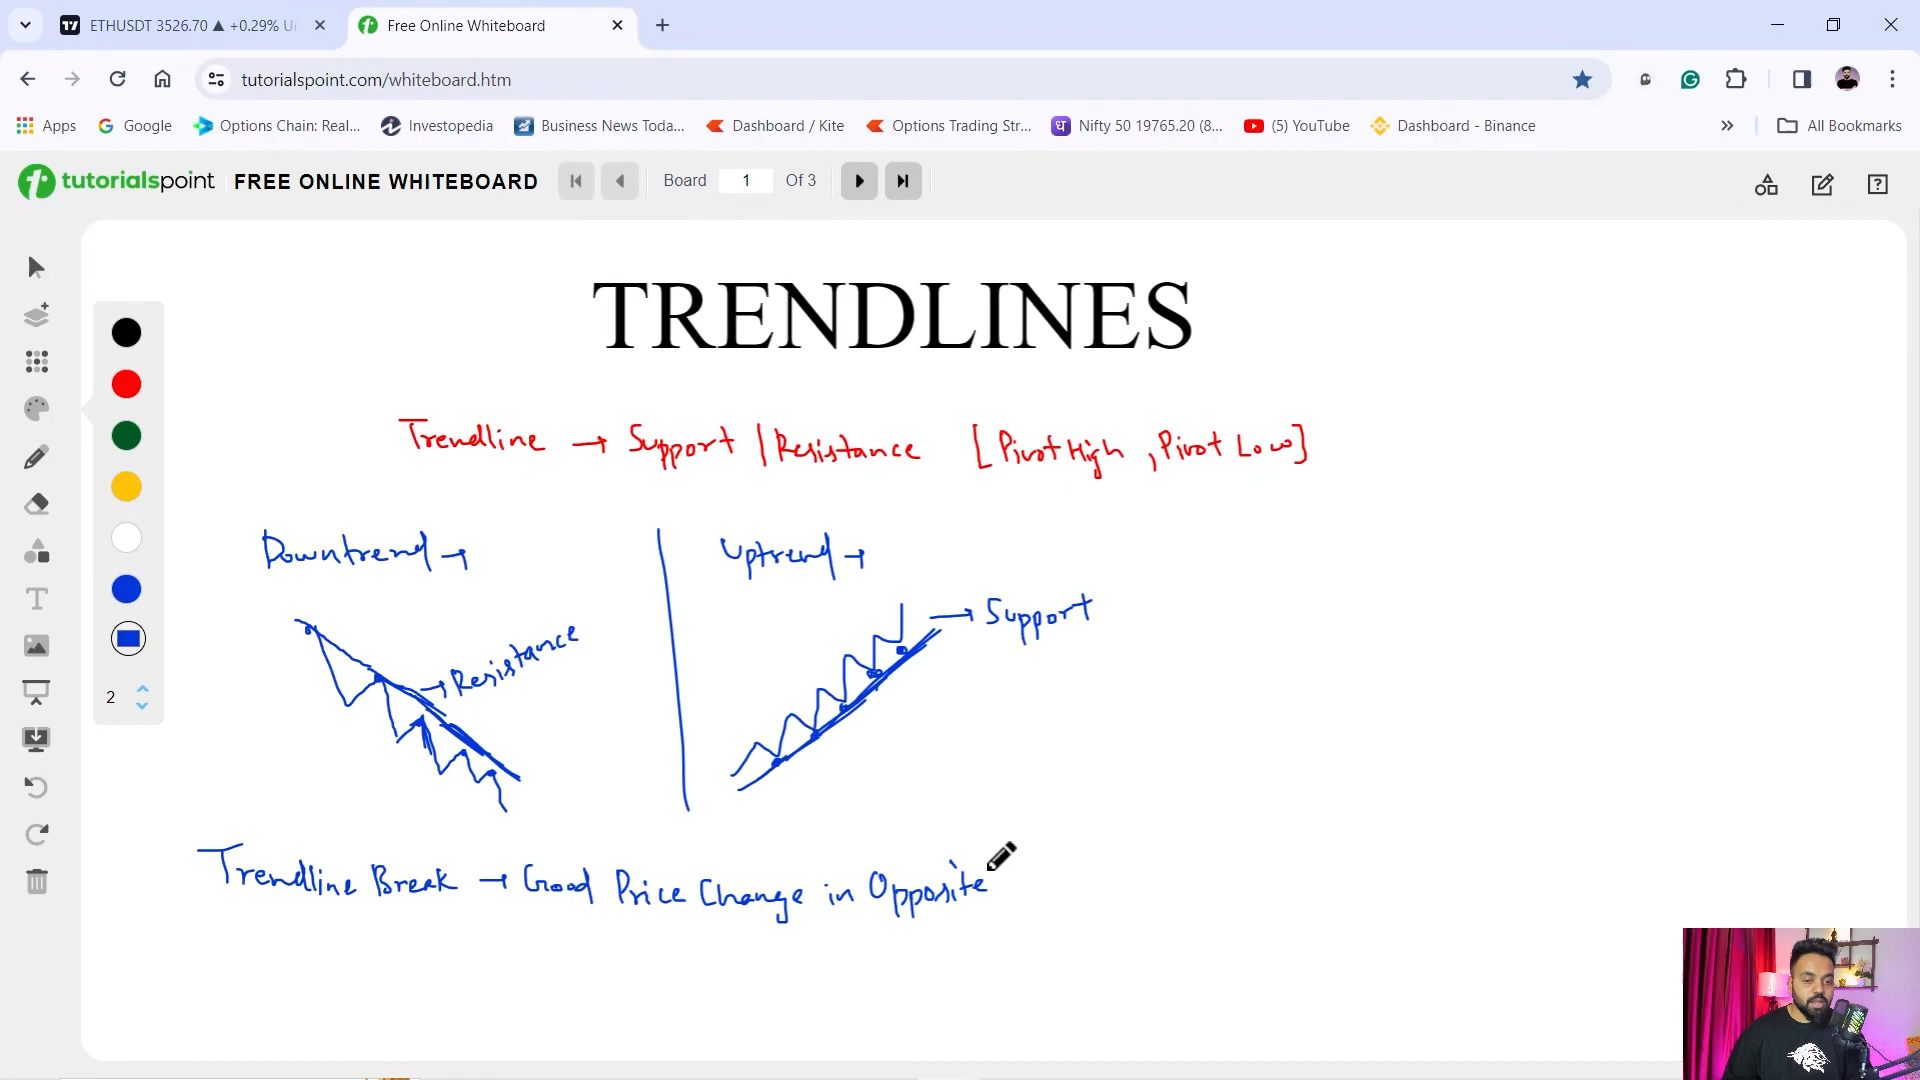 ETHUSDT 3526.70 ▲ +0.29% U
Free Online Whiteboard
tutorialspoint.com/whiteboard.htm
Apps
Google
Options Chain: Real...
Investopedia
Business News Toda...
Dashboard / Kite
Options Trading Str...
Nifty 50 19765.20 (8...
(5) YouTube
Dashboard - Binance
All Bookmarks
tutorialspoint FREE ONLINE WHITEBOARD
Board 1 Of 3
TRENDLINES
Trendline → Support | Resistance [Pivot High, Pivot Low]
Downtrend →
Uptrend →
→ Support
→ Resistance
2
Trendline Break → Good Price Change in Opposite